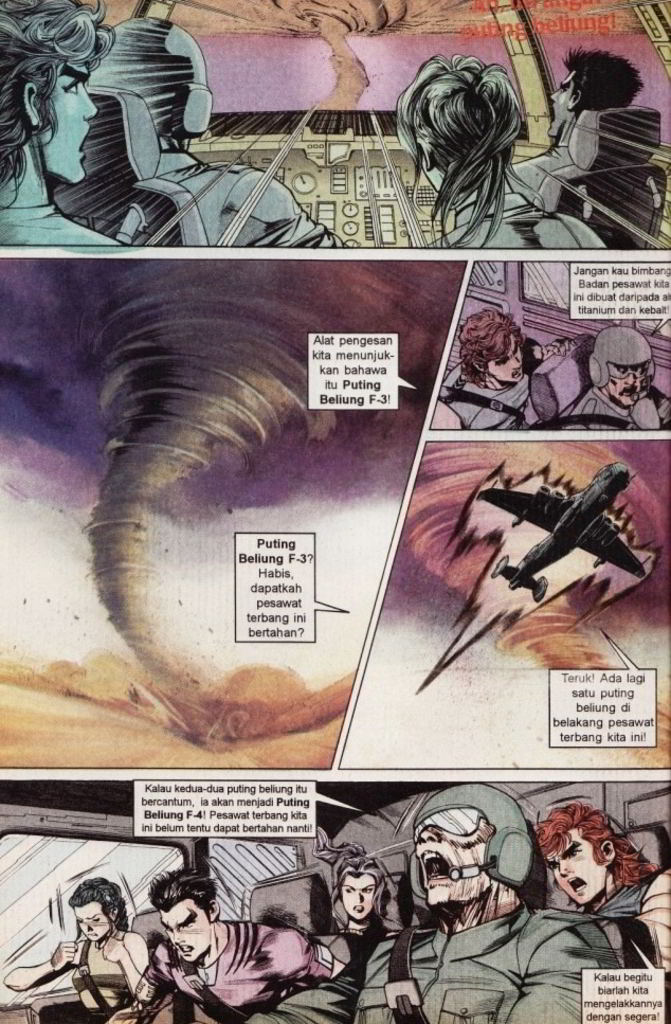 puting beliung!
Alat pengesan
kita menunjuk-
kan bahawa
itu Puting
Beliung F-3!
Puting
Beliung F-3?
Habis,
dapatkah
pesawat
terbang ini
bertahan?
Jangan kau bimbang
Badan pesawat kita
ini dibuat daripada
titanium dan kebalt!
Teruk! Ada lagi
satu puting
beliung di
belakang pesawat
terbang kita ini!
Kalau kedua-dua puting beliung itu
bercantum, ia akan menjadi Puting
Beliung F-4! Pesawat terbang kita
ini belum tentu dapat bertahan nanti!
Kalau begitu
biarlah kita
mengelakkannya
dengan segera!